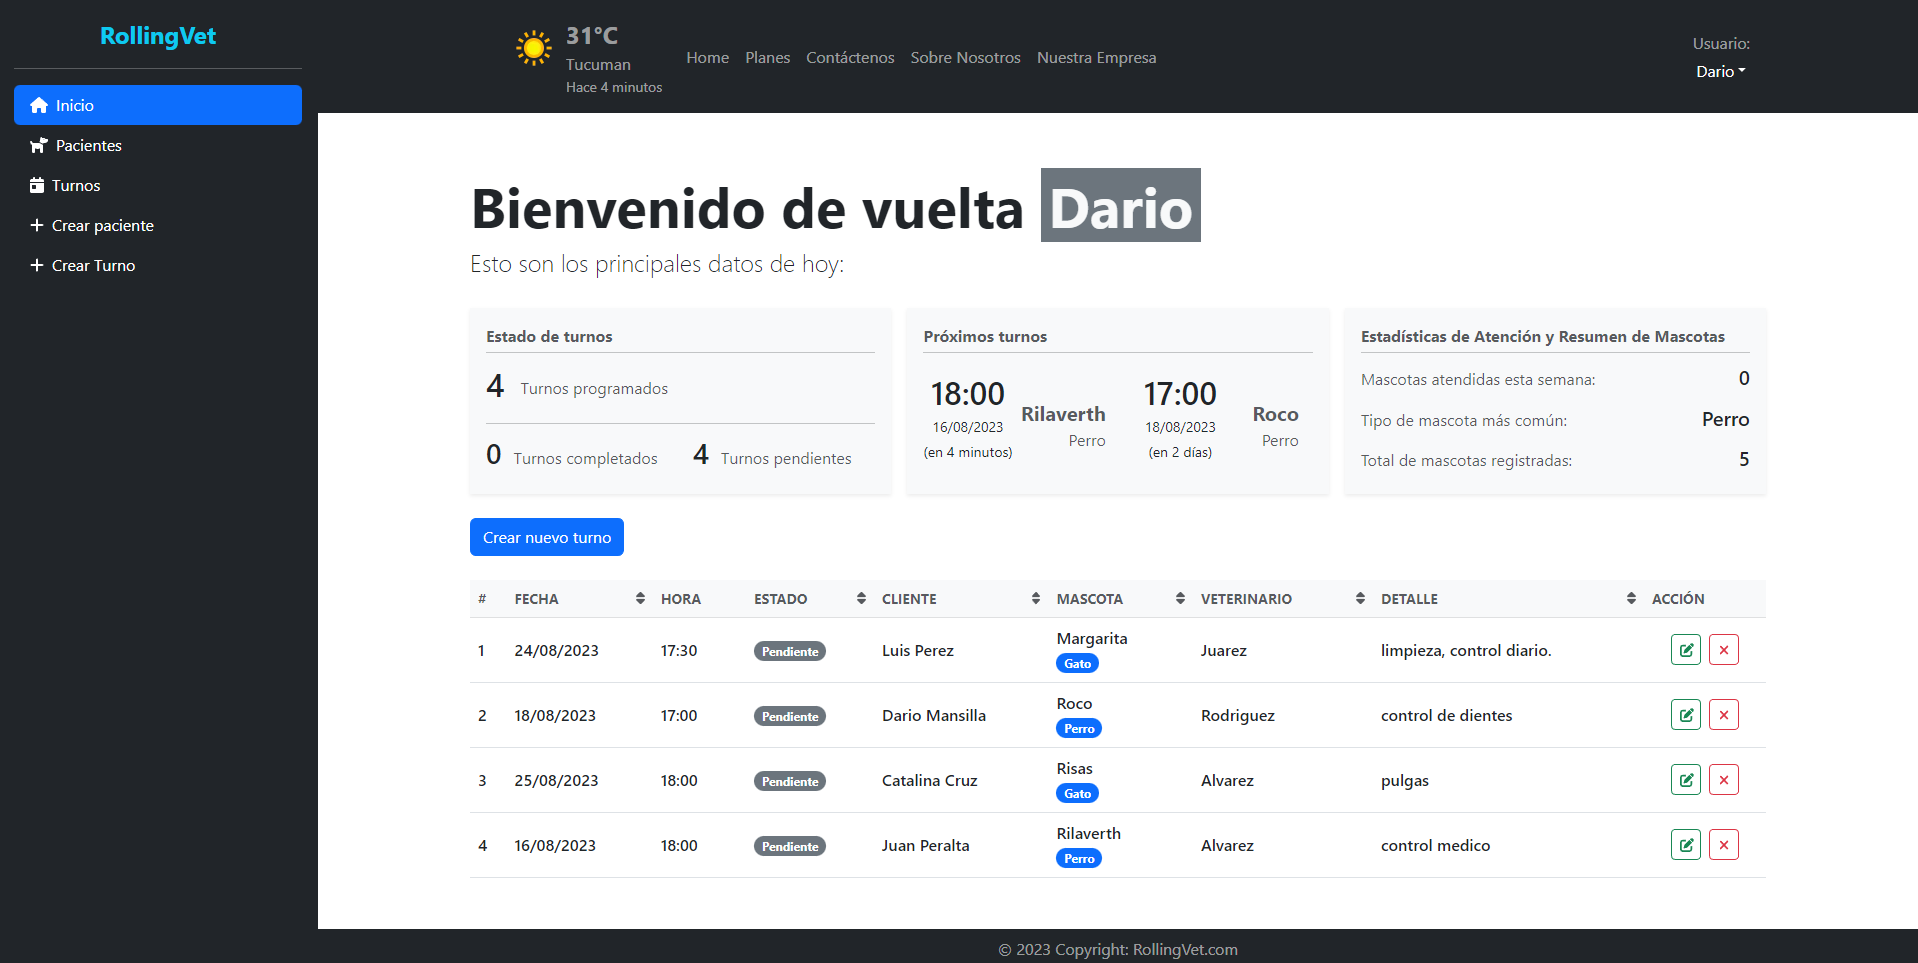 RollingVet
Inicio
Pacientes
Turnos
Crear paciente
Crear Turno
31°C
Tucuman
Hace 4 minutos
Home Planes Contáctenos Sobre Nosotros Nuestra Empresa
Usuario:
Dario
Bienvenido de vuelta Dario
Esto son los principales datos de hoy:
Estado de turnos
4 Turnos programados
0 Turnos completados 4 Turnos pendientes
Próximos turnos
18:00
16/08/2023
(en 4 minutos)
Rilaverth
Perro
17:00
18/08/2023
(en 2 días)
Roco
Perro
Estadísticas de Atención y Resumen de Mascotas
Mascotas atendidas esta semana: 0
Tipo de mascota más común: Perro
Total de mascotas registradas: 5
Crear nuevo turno
# FECHA HORA ESTADO CLIENTE MASCOTA VETERINARIO DETALLE ACCIÓN
1 24/08/2023 17:30 Pendiente Luis Perez Margarita Gato Juarez limpieza, control diario.
2 18/08/2023 17:00 Pendiente Dario Mansilla Roco Perro Rodriguez control de dientes
3 25/08/2023 18:00 Pendiente Catalina Cruz Risas Gato Alvarez pulgas
4 16/08/2023 18:00 Pendiente Juan Peralta Rilaverth Perro Alvarez control medico
© 2023 Copyright: RollingVet.com